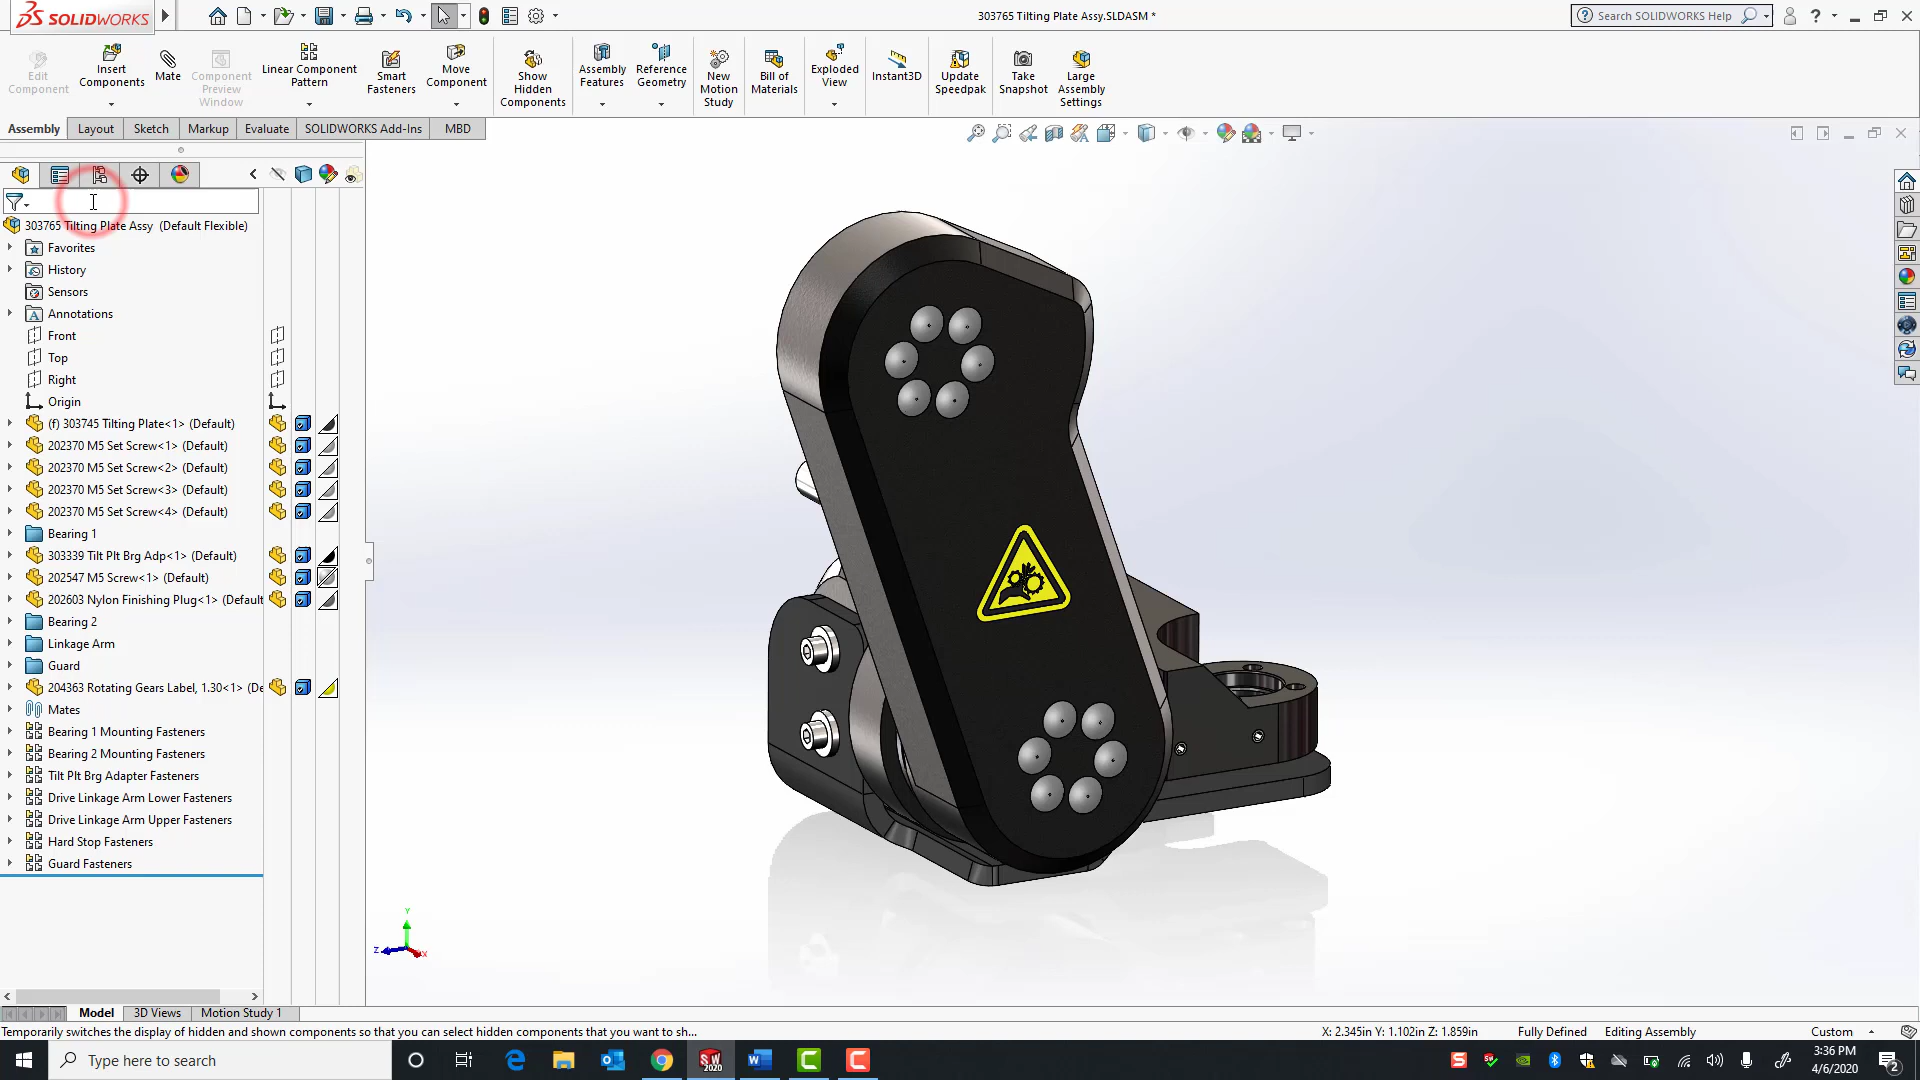 SOLIDWORKS
303765 Tilting Plate Assy.SLDASM *
Search SOLIDWORKS Help
Edit Component
Insert Components
Mate
Component Preview Window
Linear Component Pattern
Smart Fasteners
Move Component
Show Hidden Components
Assembly Features
Reference Geometry
New Motion Study
Bill of Materials
Exploded View
Instant3D
Update Speedpak
Take Snapshot
Large Assembly Settings
Assembly Layout Sketch Markup Evaluate SOLIDWORKS Add-Ins MBD
303765 Tilting Plate Assy (Default Flexible)
Favorites
History
Sensors
Annotations
Front
Top
Right
Origin
(f) 303745 Tilting Plate<1> (Default)
202370 M5 Set Screw<1> (Default)
202370 M5 Set Screw<2> (Default)
202370 M5 Set Screw<3> (Default)
202370 M5 Set Screw<4> (Default)
Bearing 1
303339 Tilt Plt Brg Adp<1> (Default)
202547 M5 Screw<1> (Default)
202603 Nylon Finishing Plug<1> (Default
Bearing 2
Linkage Arm
Guard
204363 Rotating Gears Label, 1.30<1> (De
Mates
Bearing 1 Mounting Fasteners
Bearing 2 Mounting Fasteners
Tilt Plt Brg Adapter Fasteners
Drive Linkage Arm Lower Fasteners
Drive Linkage Arm Upper Fasteners
Hard Stop Fasteners
Guard Fasteners
Y
Z X
Model 3D Views Motion Study 1
Temporarily switches the display of hidden and shown components so that you can select hidden components that you want to sh...
X: 2.345in Y: 1.102in Z: 1.859in Fully Defined Editing Assembly Custom
Type here to search
3:36 PM
4/6/2020
2
SW
2020